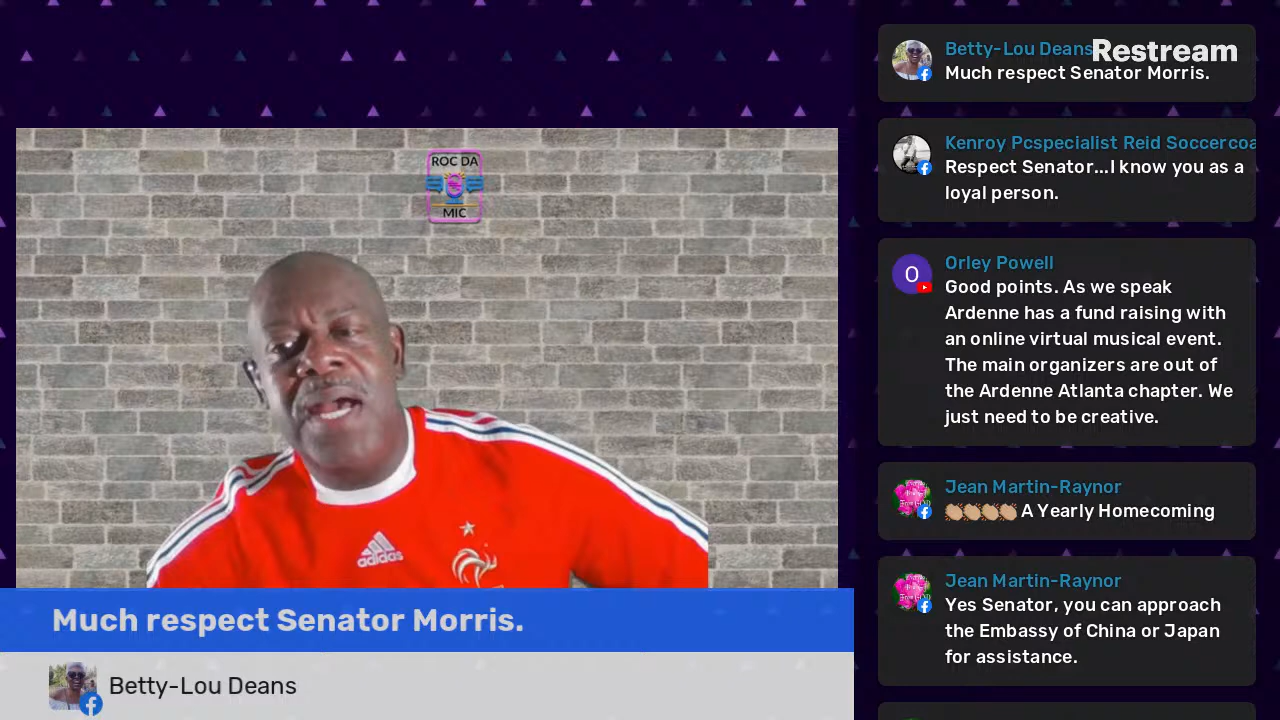 Restream
Betty-Lou Deans
Much respect Senator Morris.
Kenroy Pcspecialist Reid Soccercoa
Respect Senator...I know you as a
loyal person.
O
Orley Powell
Good points. As we speak
Ardenne has a fund raising with
an online virtual musical event.
The main organizers are out of
the Ardenne Atlanta chapter. We
just need to be creative.
Jean Martin-Raynor
👏🏼👏🏼👏🏼👏🏼 A Yearly Homecoming
Jean Martin-Raynor
Yes Senator, you can approach
the Embassy of China or Japan
for assistance.
ROC DA
MIC
adidas
Much respect Senator Morris.
Betty-Lou Deans